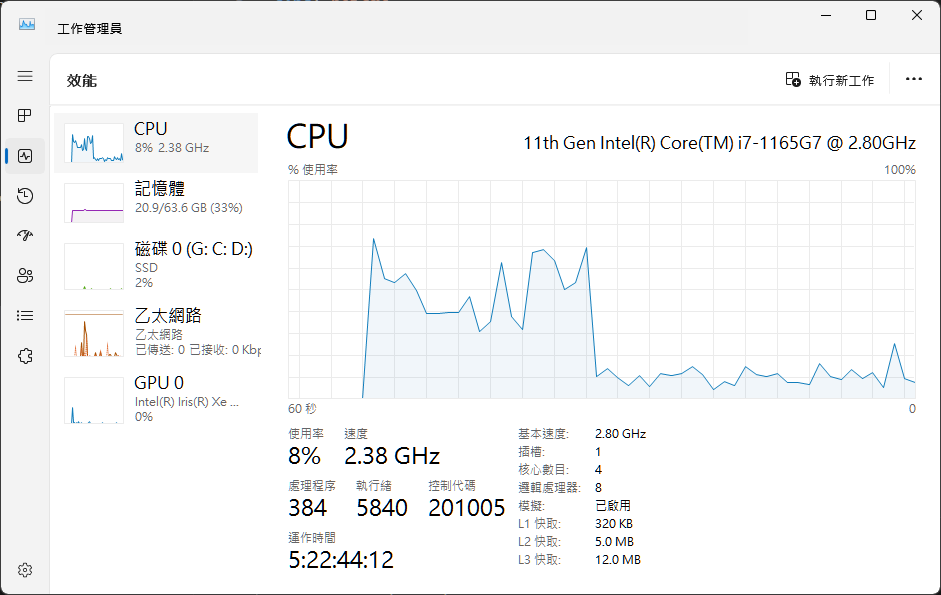 工作管理員
效能
執行新工作
CPU
8% 2.38 GHz
記憶體
20.9/63.6 GB (33%)
磁碟 0 (G: C: D:)
SSD
2%
乙太網路
乙太網路
已傳送: 0 已接收: 0 Kbp
GPU 0
Intel(R) Iris(R) Xe ...
0%
CPU
11th Gen Intel(R) Core(TM) i7-1165G7 @ 2.80GHz
% 使用率
100%
60 秒
0
使用率
速度
8%
2.38 GHz
處理程序
執行緒
控制代碼
384
5840
201005
運作時間
5:22:44:12
基本速度: 2.80 GHz
插槽: 1
核心數目: 4
邏輯處理器: 8
模擬: 已啟用
L1 快取: 320 KB
L2 快取: 5.0 MB
L3 快取: 12.0 MB